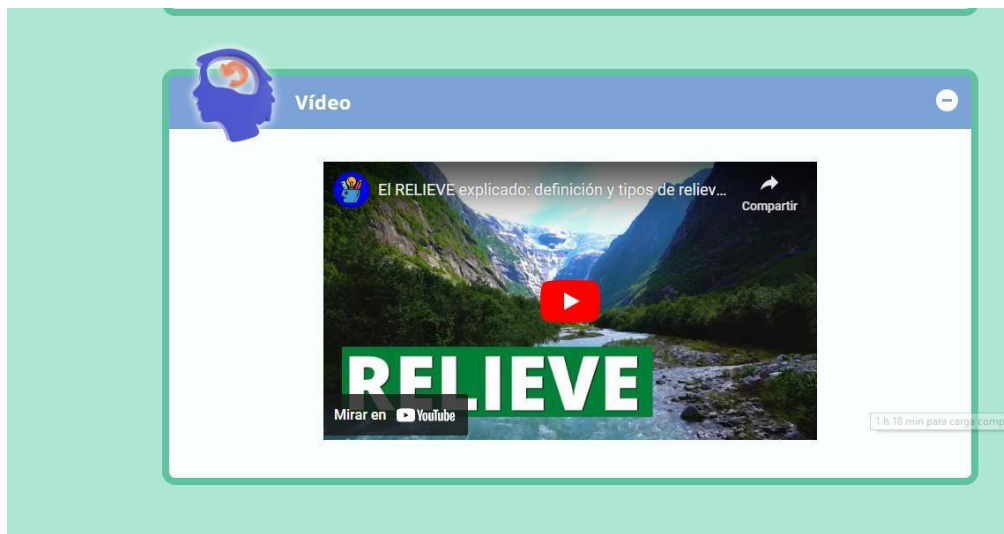 Vídeo
El RELIEVE explicado: definición y tipos de reliev...
Compartir
RELIEVE
Mirar en YouTube
1 h 18 min para carga comp